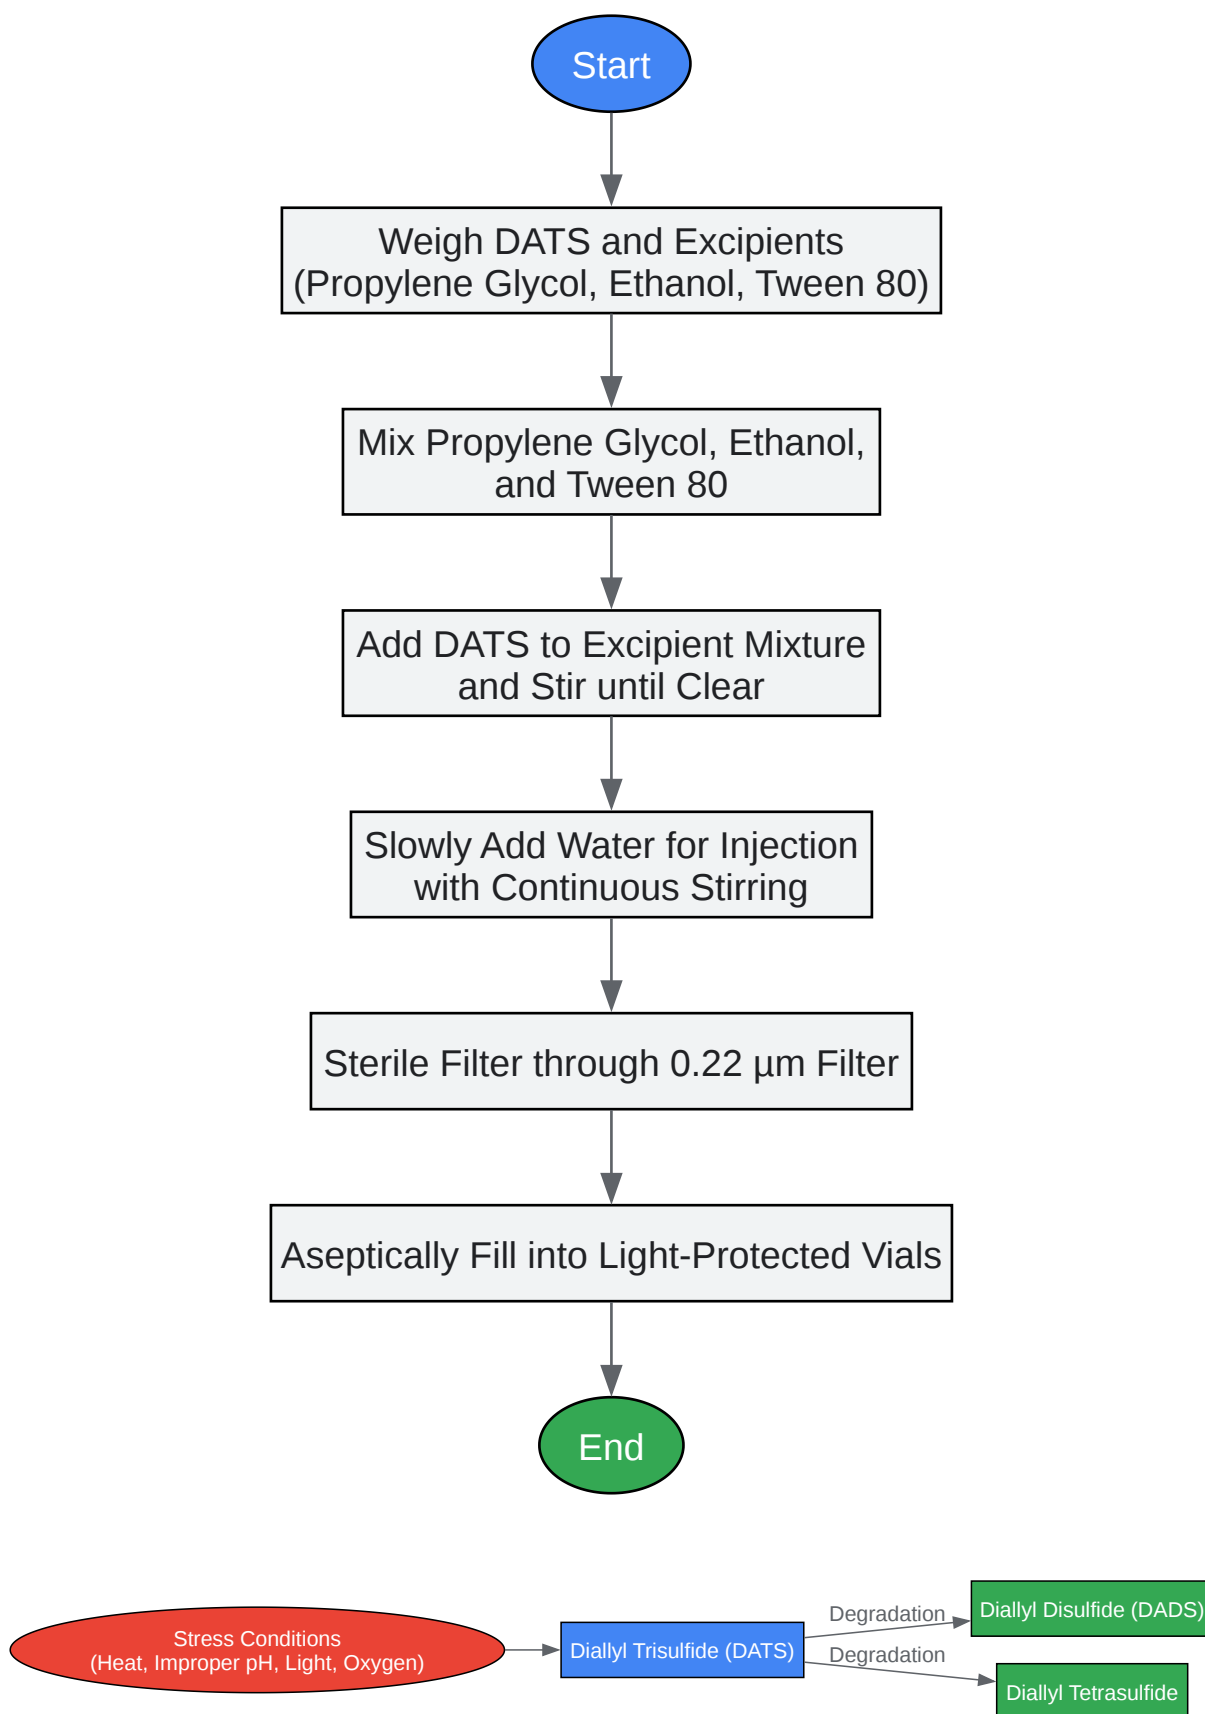 Start
Weigh DATS and Excipients
(Propylene Glycol, Ethanol, Tween 80)
Mix Propylene Glycol, Ethanol,
and Tween 80
Add DATS to Excipient Mixture
and Stir until Clear
Slowly Add Water for Injection
with Continuous Stirring
Sterile Filter through 0.22 µm Filter
Aseptically Fill into Light-Protected Vials
End
Stress Conditions
(Heat, Improper pH, Light, Oxygen)
Diallyl Trisulfide (DATS)
Degradation
Degradation
Diallyl Disulfide (DADS)
Diallyl Tetrasulfide